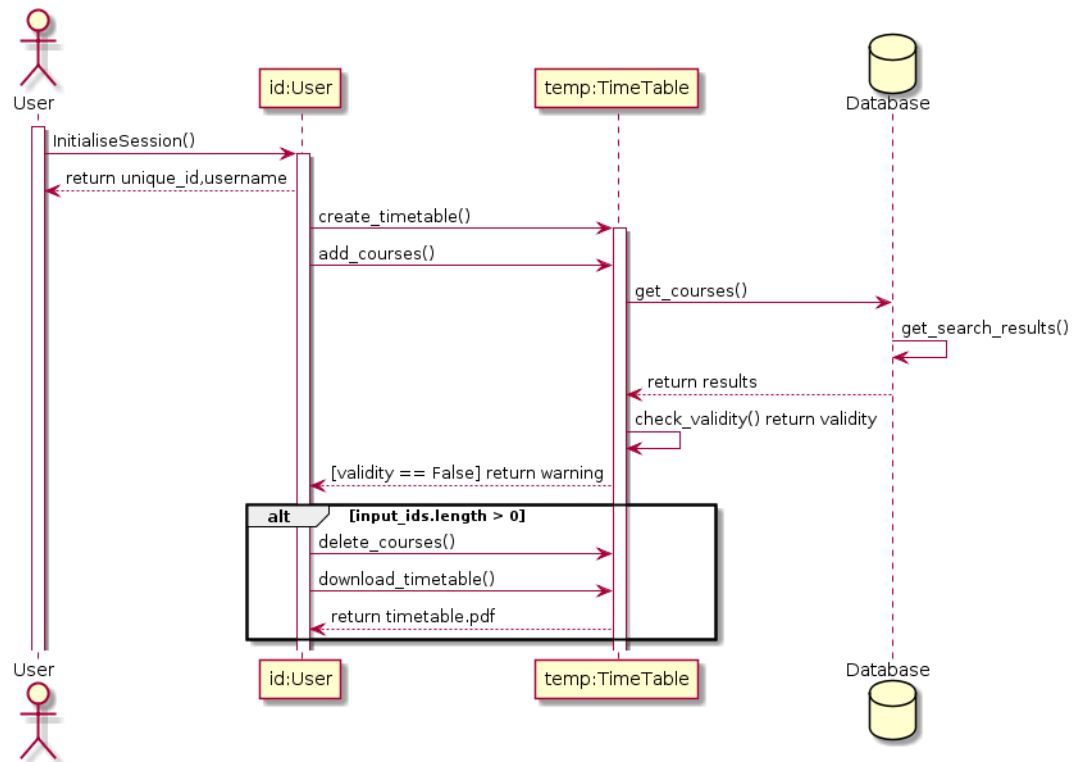 User
id:User
temp:TimeTable
Database
InitialiseSession()
return unique_id,username
create_timetable()
add_courses()
get_courses()
get_search_results()
return results
check_validity() return validity
[validity == False] return warning
alt [input_ids.length > 0]
delete_courses()
download_timetable()
return timetable.pdf
User
id:User
temp:TimeTable
Database